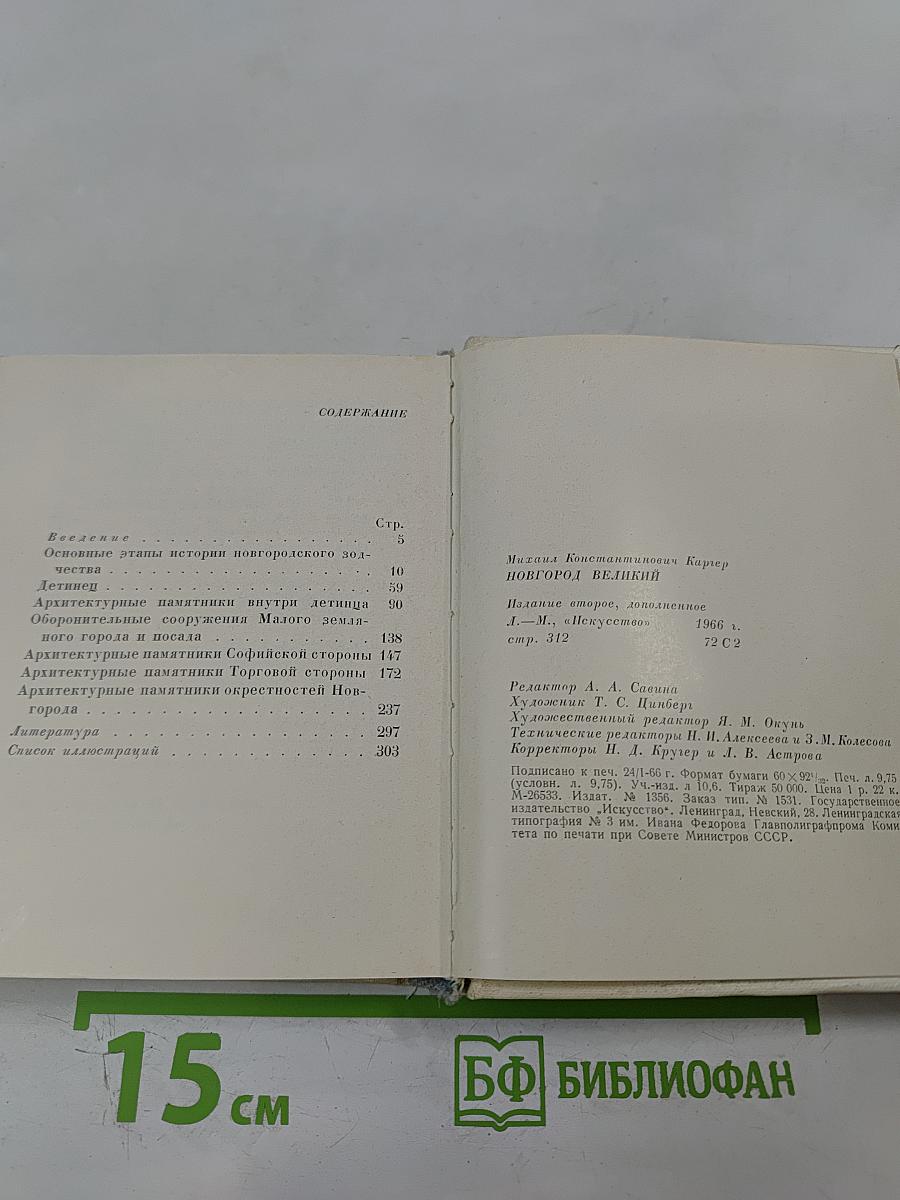 СОДЕРЖАНИЕ
Стр.
Введение . . . . . . . . . . . . . . . . . 5
Основные этапы истории новгородского зод-
чества . . . . . . . . . . . . . . . . . . 10
Детинец . . . . . . . . . . . . . . . . . . 59
Архитектурные памятники внутри детинца 90
Оборонительные сооружения Малого земля-
ного города и посада . . . . . . . . . . . 138
Архитектурные памятники Софийской стороны 147
Архитектурные памятники Торговой стороны 172
Архитектурные памятники окрестностей Нов-
города . . . . . . . . . . . . . . . . . . . 237
Литература . . . . . . . . . . . . . . . . . . 297
Список иллюстраций . . . . . . . . . . . . . 303
Михаил Константинович Каргер
НОВГОРОД ВЕЛИКИЙ
Издание второе, дополненное
Л.—М., «Искусство» 1966 г.
стр. 312 72 С 2
Редактор А. А. Савина
Художник Т. С. Ципберг
Художественный редактор Я. М. Окунь
Технические редакторы Н. И. Алексеева и З. М. Колесова
Корректоры Н. Д. Кругер и Л. В. Астрова
Подписано к печ. 24/I-66 г. Формат бумаги 60×92¹/₃₂. Печ. л. 9,75
(условн. л. 9,75). Уч.-изд. л 10,6. Тираж 50 000. Цена 1 р. 22 к.
М-26533. Издат. № 1356. Заказ тип. № 1531. Государственное
издательство „Искусство“. Ленинград, Невский, 28. Ленинградская
типография № 3 им. Ивана Федорова Главполиграфпрома Коми
тета по печати при Совете Министров СССР.
15 см
БФ БИБЛИОФАН